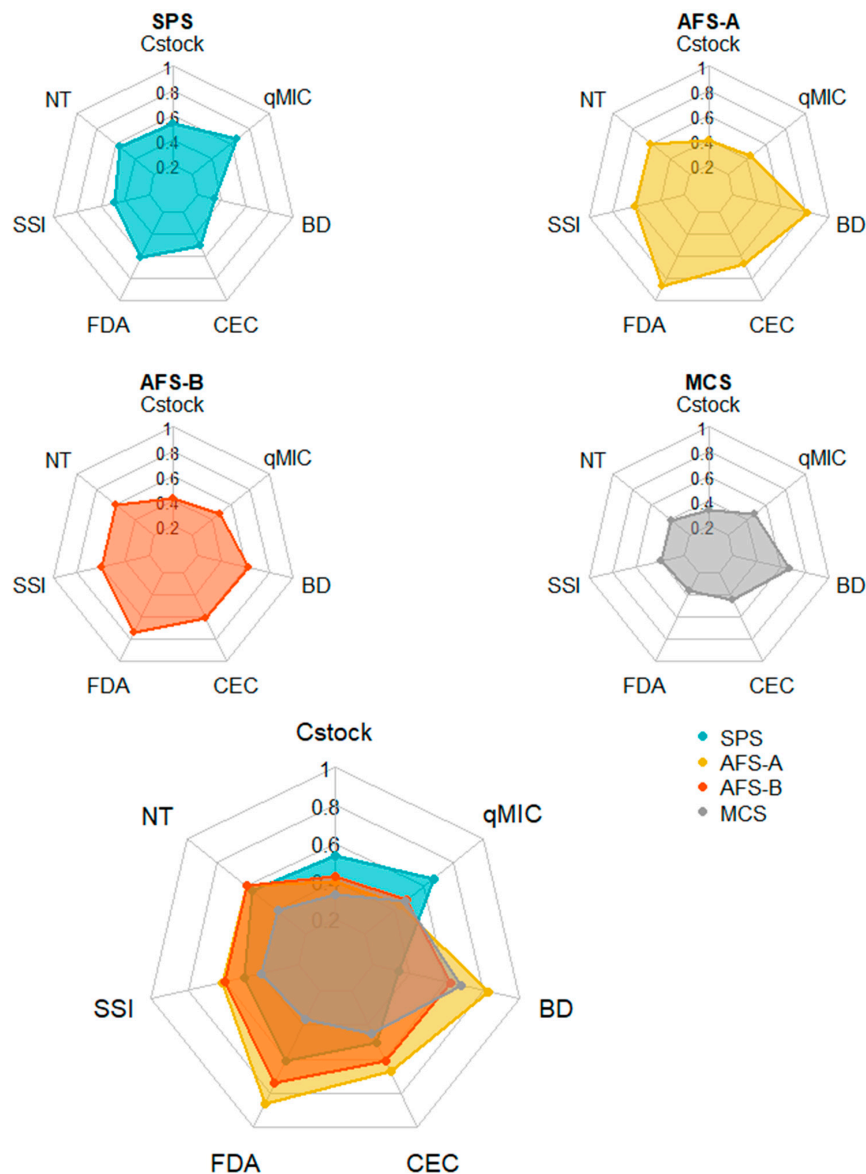 SPS
Cstock
1
0.8
0.6
0.4
0.2
NT
qMIC
SSI
BD
FDA
CEC
AFS-A
Cstock
1
0.8
0.6
0.4
0.2
NT
qMIC
SSI
BD
FDA
CEC
AFS-B
Cstock
1
0.8
0.6
0.4
0.2
NT
qMIC
SSI
BD
FDA
CEC
MCS
Cstock
1
0.8
0.6
0.4
0.2
NT
qMIC
SSI
BD
FDA
CEC
Cstock
1
0.8
0.6
0.4
0.2
NT
qMIC
SSI
BD
FDA
CEC
SPS
AFS-A
AFS-B
MCS